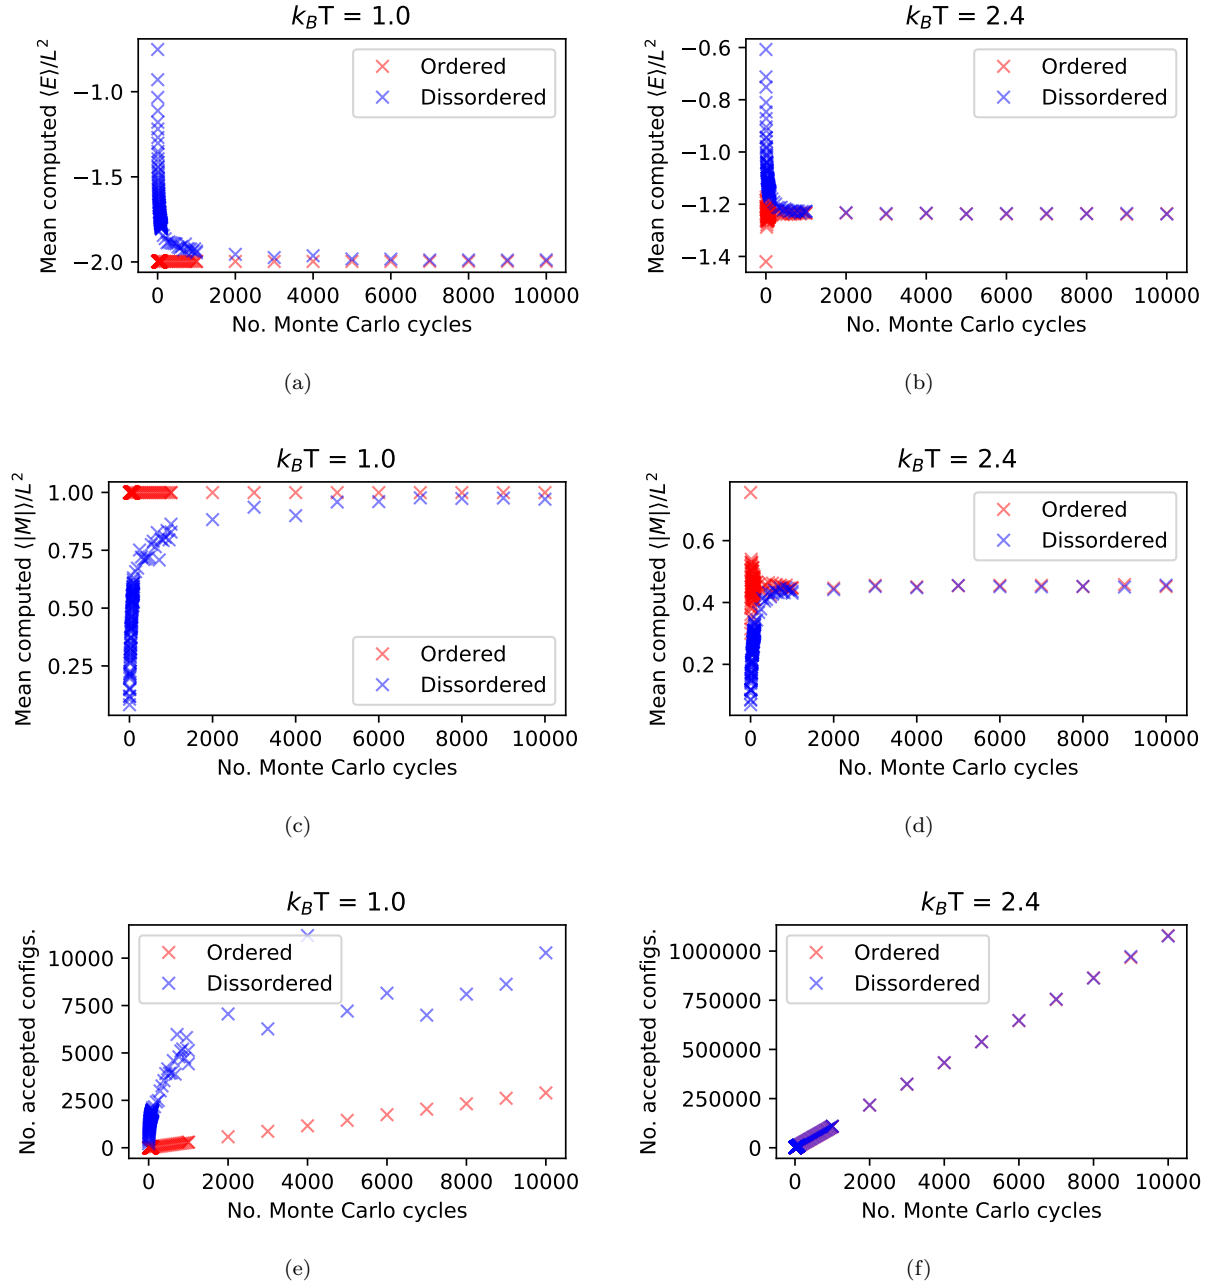 k_BT = 1.0
Mean computed ⟨E⟩/L²
−1.0
−1.5
−2.0
Ordered
Dissordered
0 2000 4000 6000 8000 10000
No. Monte Carlo cycles
(a)
k_BT = 2.4
Mean computed ⟨E⟩/L²
−0.6
−0.8
−1.0
−1.2
−1.4
Ordered
Dissordered
0 2000 4000 6000 8000 10000
No. Monte Carlo cycles
(b)
k_BT = 1.0
Mean computed ⟨|M|⟩/L²
1.00
0.75
0.50
0.25
Ordered
Dissordered
0 2000 4000 6000 8000 10000
No. Monte Carlo cycles
(c)
k_BT = 2.4
Mean computed ⟨|M|⟩/L²
0.6
0.4
0.2
Ordered
Dissordered
0 2000 4000 6000 8000 10000
No. Monte Carlo cycles
(d)
k_BT = 1.0
No. accepted configs.
10000
7500
5000
2500
0
Ordered
Dissordered
0 2000 4000 6000 8000 10000
No. Monte Carlo cycles
(e)
k_BT = 2.4
No. accepted configs.
1000000
750000
500000
250000
0
Ordered
Dissordered
0 2000 4000 6000 8000 10000
No. Monte Carlo cycles
(f)